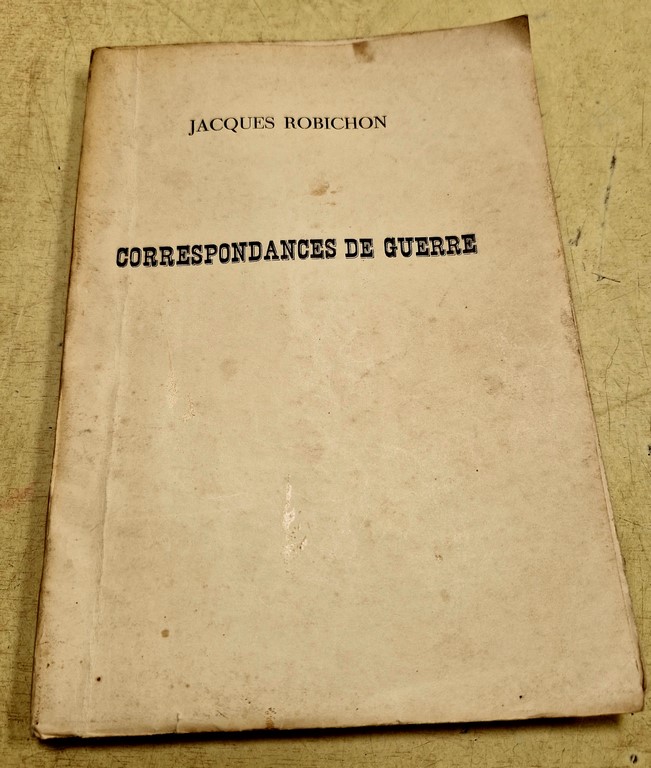 JACQUES ROBICHON
CORRESPONDANCES DE GUERRE